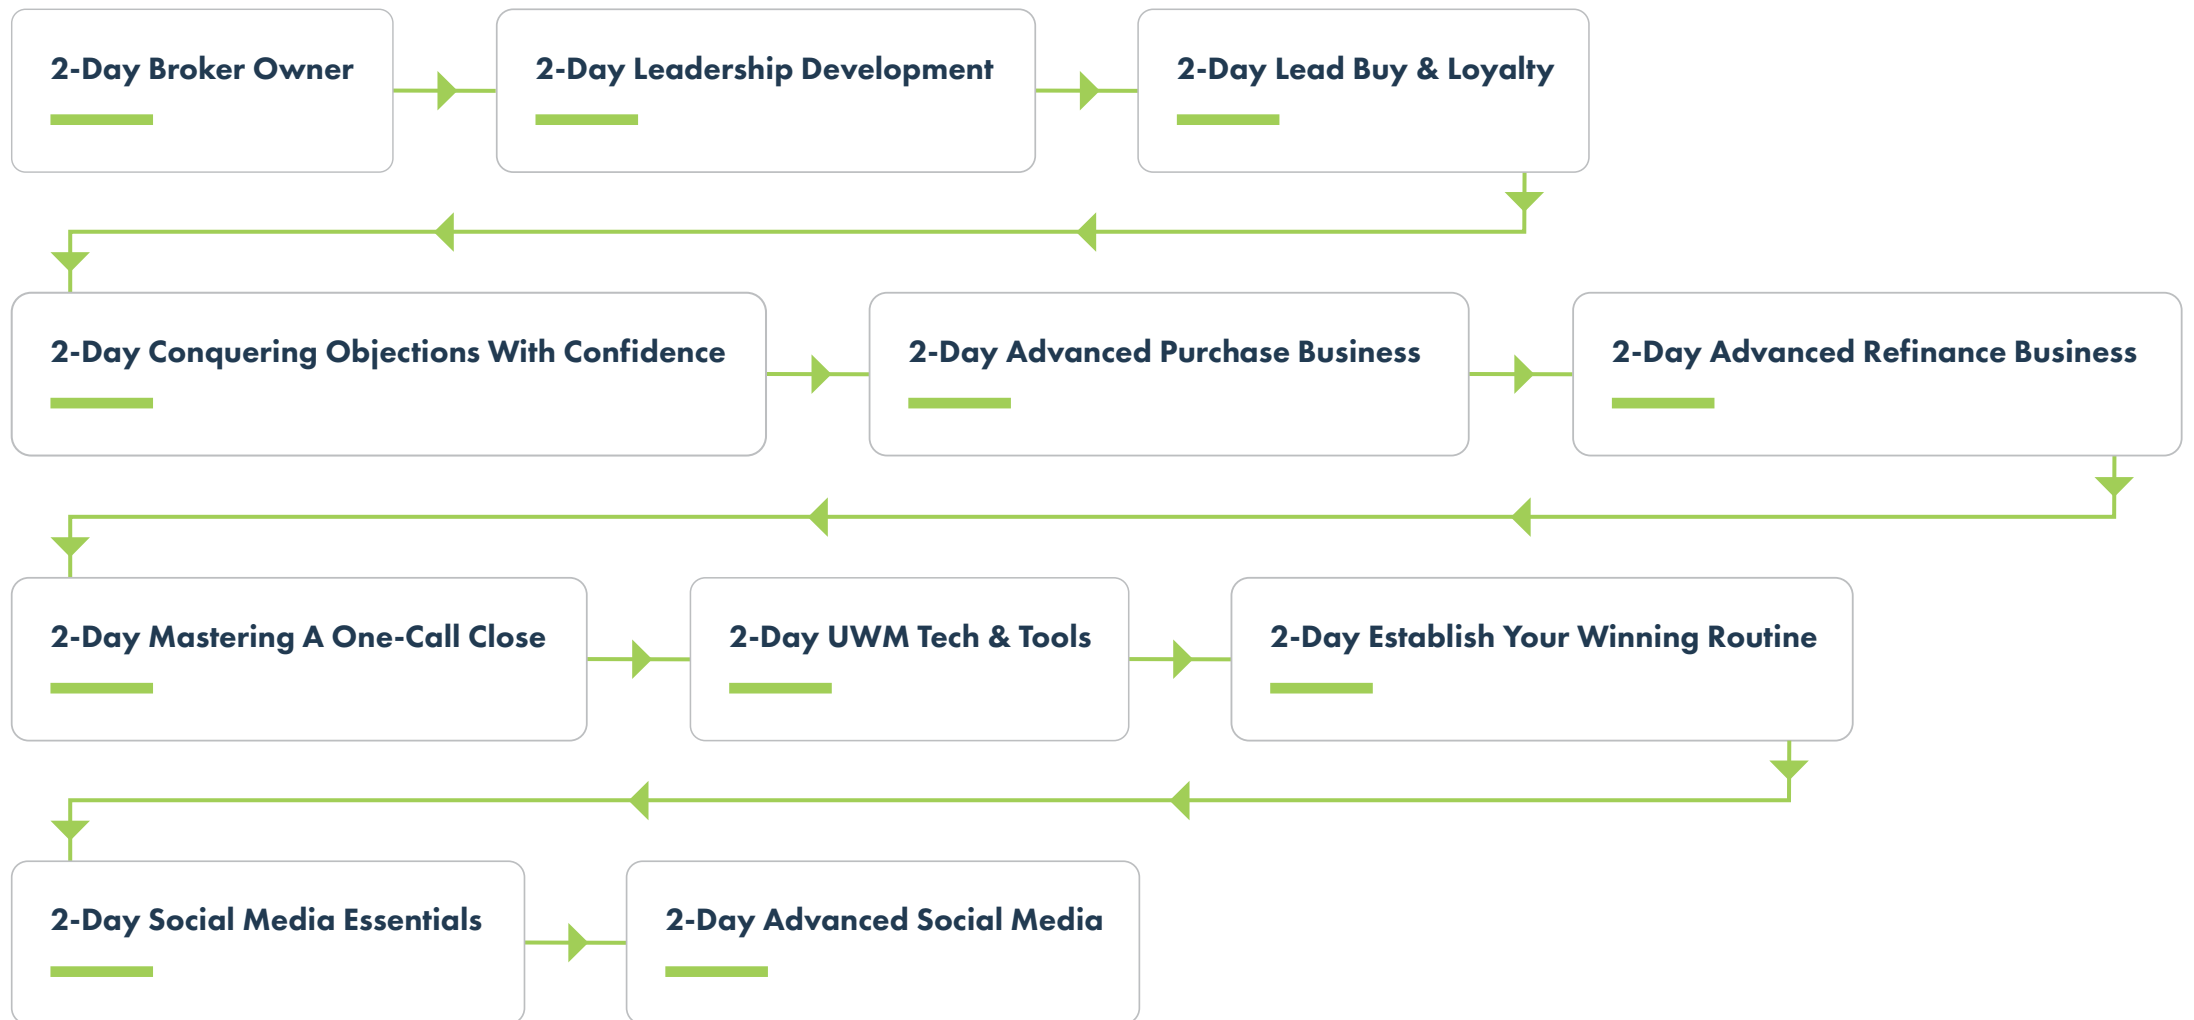 2-Day Broker Owner
2-Day Leadership Development
2-Day Lead Buy & Loyalty
2-Day Conquering Objections With Confidence
2-Day Advanced Purchase Business
2-Day Advanced Refinance Business
2-Day Mastering A One-Call Close
2-Day UWM Tech & Tools
2-Day Establish Your Winning Routine
2-Day Social Media Essentials
2-Day Advanced Social Media